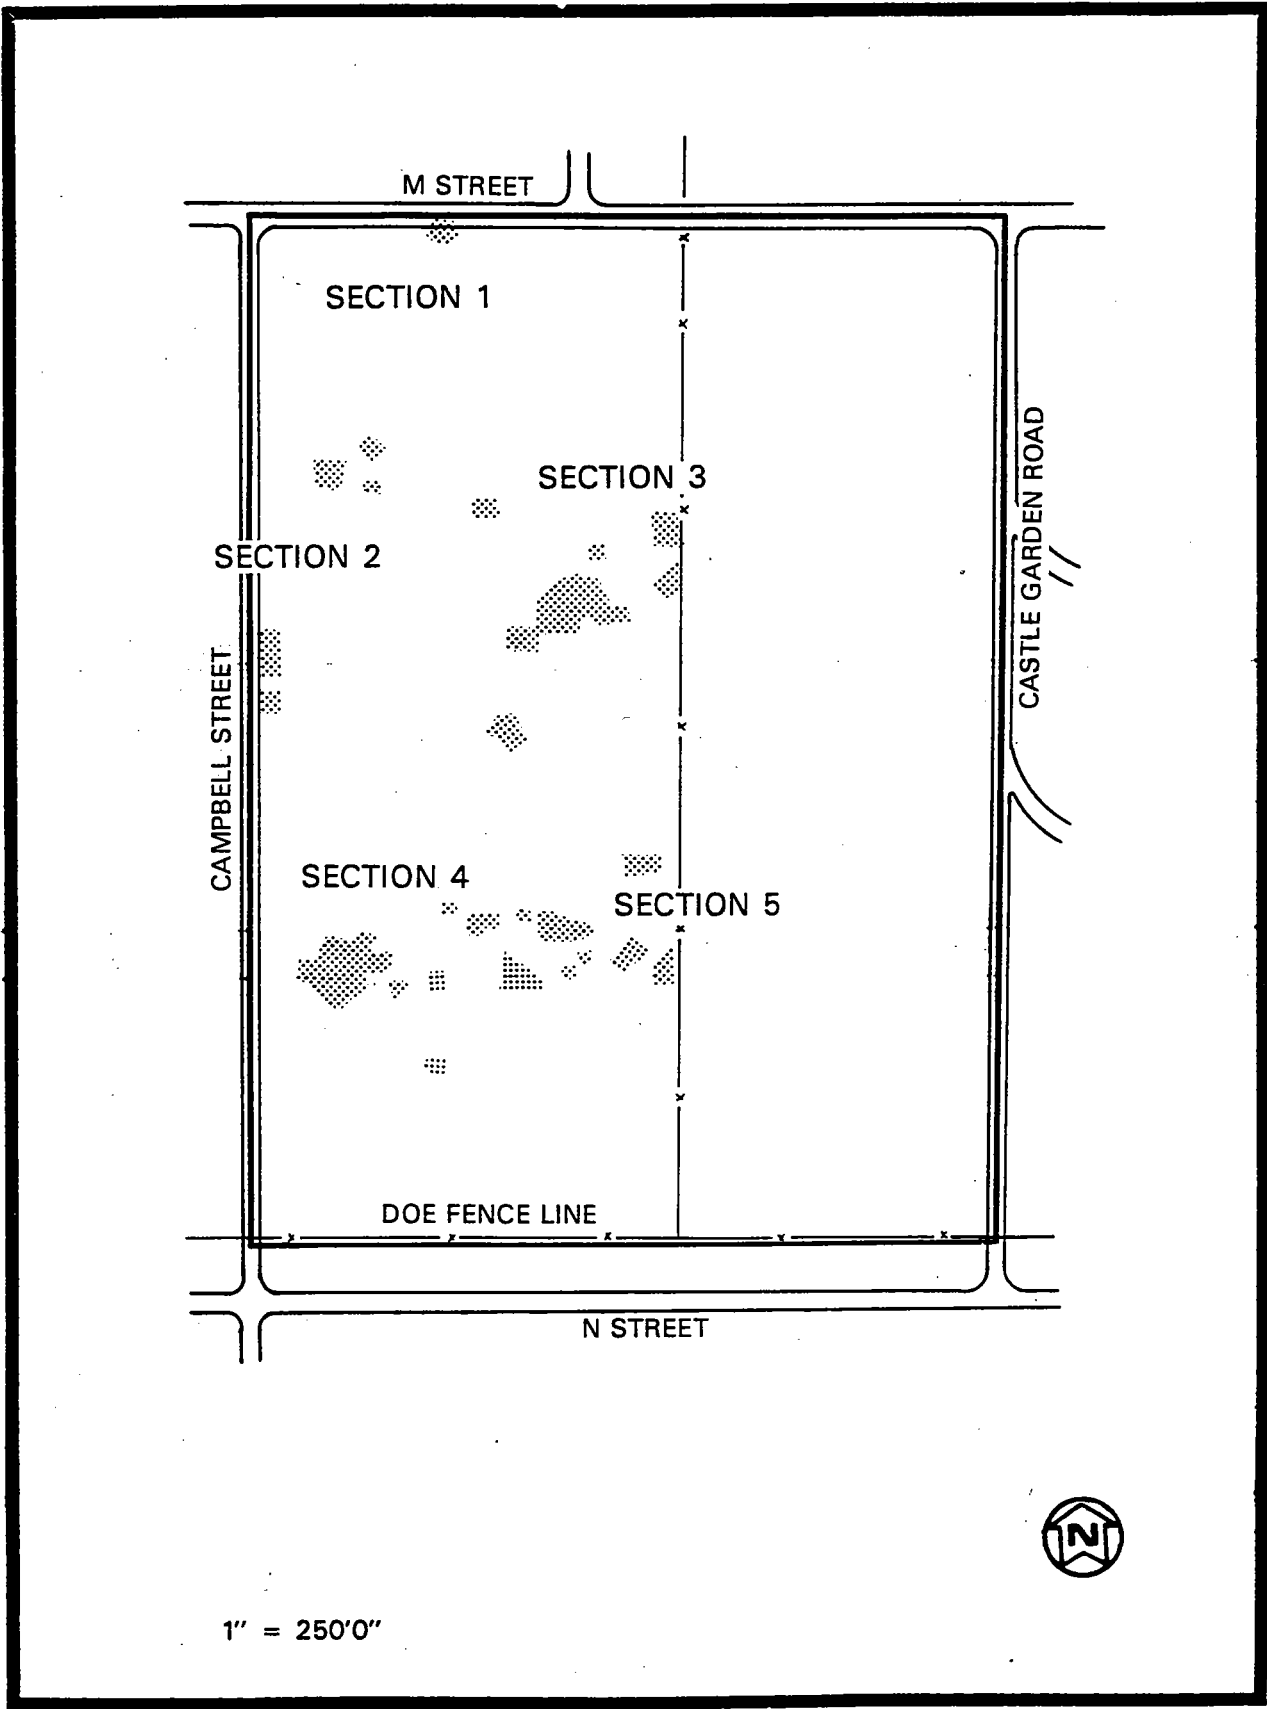 M STREET
SECTION 1
SECTION 3
CASTLE GARDEN ROAD
SECTION 2
CAMPBELL STREET
SECTION 4
SECTION 5
DOE FENCE LINE
N STREET
N
1" = 250'0"